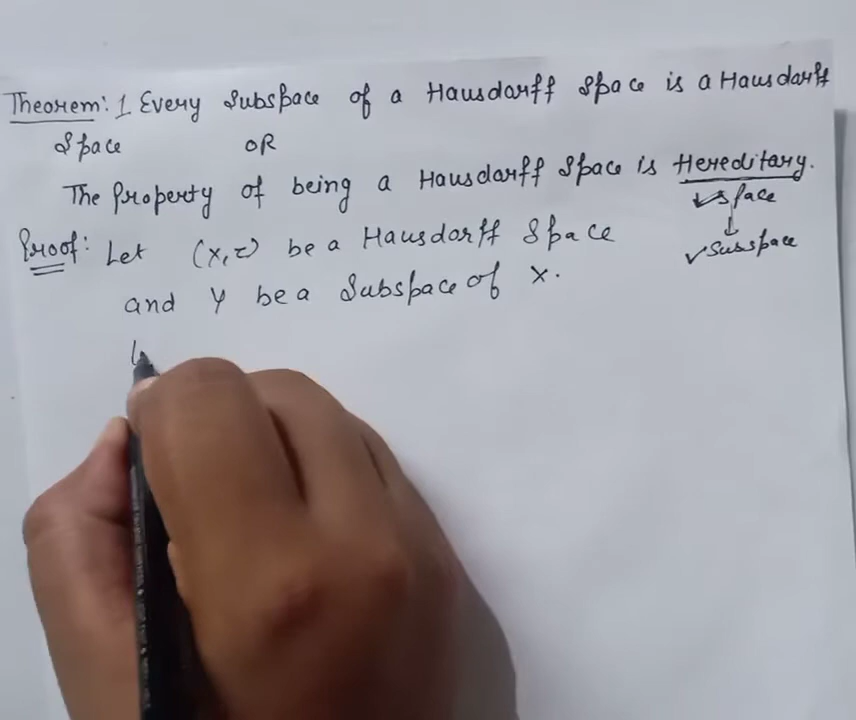 Theorem: 1 Every Subspace of a Hausdorff Space is a Hausdorff
Space OR
The Property of being a Hausdorff Space is Hereditary.
✓Space
↓
✓Subspace
Proof: Let (X,τ) be a Hausdorff Space
and Y be a Subspace of X.